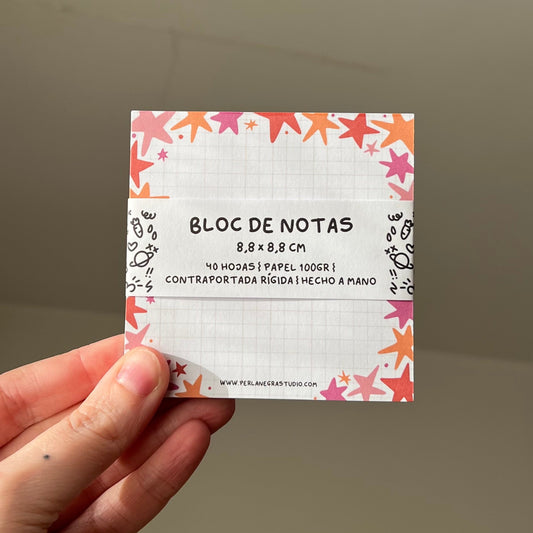 BLOC DE NOTAS
8,8 x 8,8 CM
40 HOJAS } PAPEL 100GR }
CONTRAPORTADA RÍGIDA } HECHO A MANO
WWW.PERLANEGRASTUDIO.COM